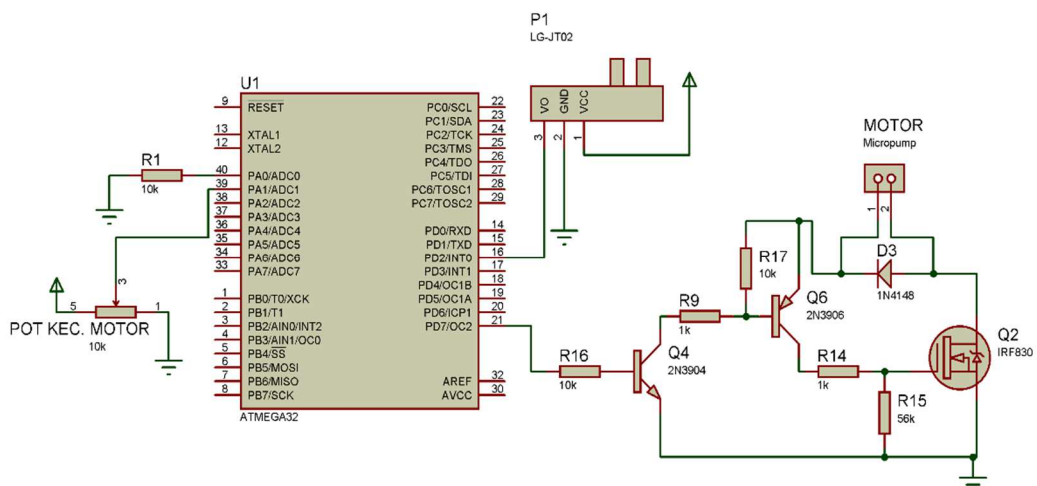 P1
LG-JT02
VO
GND
VCC
3
2
1
U1
9 RESET
13 XTAL1
12 XTAL2
40 PA0/ADC0
39 PA1/ADC1
38 PA2/ADC2
37 PA3/ADC3
36 PA4/ADC4
35 PA5/ADC5
34 PA6/ADC6
33 PA7/ADC7
1 PB0/T0/XCK
2 PB1/T1
3 PB2/AIN0/INT2
4 PB3/AIN1/OC0
5 PB4/SS
6 PB5/MOSI
7 PB6/MISO
8 PB7/SCK
PC0/SCL 22
PC1/SDA 23
PC2/TCK 24
PC3/TMS 25
PC4/TDO 26
PC5/TDI 27
PC6/TOSC1 28
PC7/TOSC2 29
PD0/RXD 14
PD1/TXD 15
PD2/INT0 16
PD3/INT1 17
PD4/OC1B 18
PD5/OC1A 19
PD6/ICP1 20
PD7/OC2 21
AREF 32
AVCC 30
ATMEGA32
R1
10k
3
5
1
POT KEC. MOTOR
10k
MOTOR
Micropump
1
2
D3
1N4148
R17
10k
R9
1k
Q6
2N3906
Q2
IRF830
R16
10k
Q4
2N3904
R14
1k
R15
56k